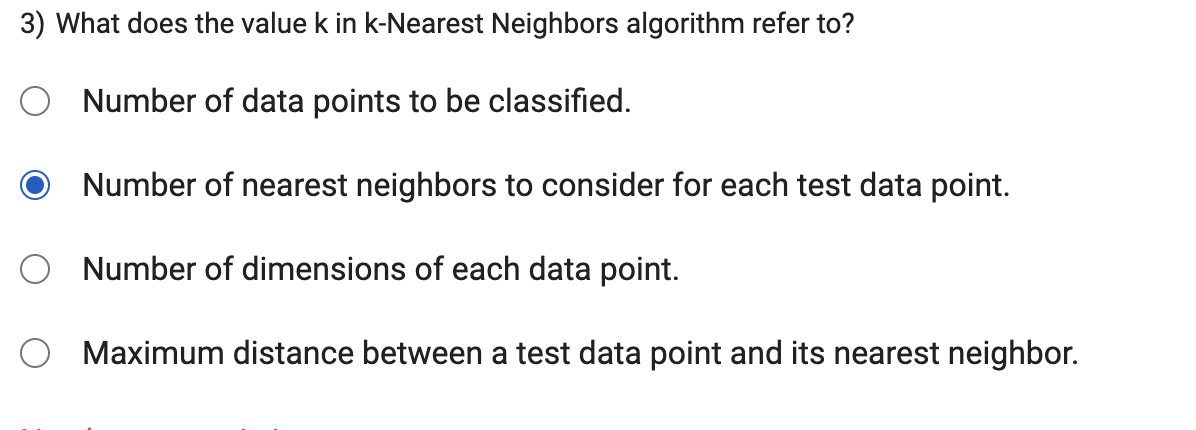 3) What does the value k in k-Nearest Neighbors algorithm refer to?
Number of data points to be classified.
Number of nearest neighbors to consider for each test data point.
Number of dimensions of each data point.
Maximum distance between a test data point and its nearest neighbor.